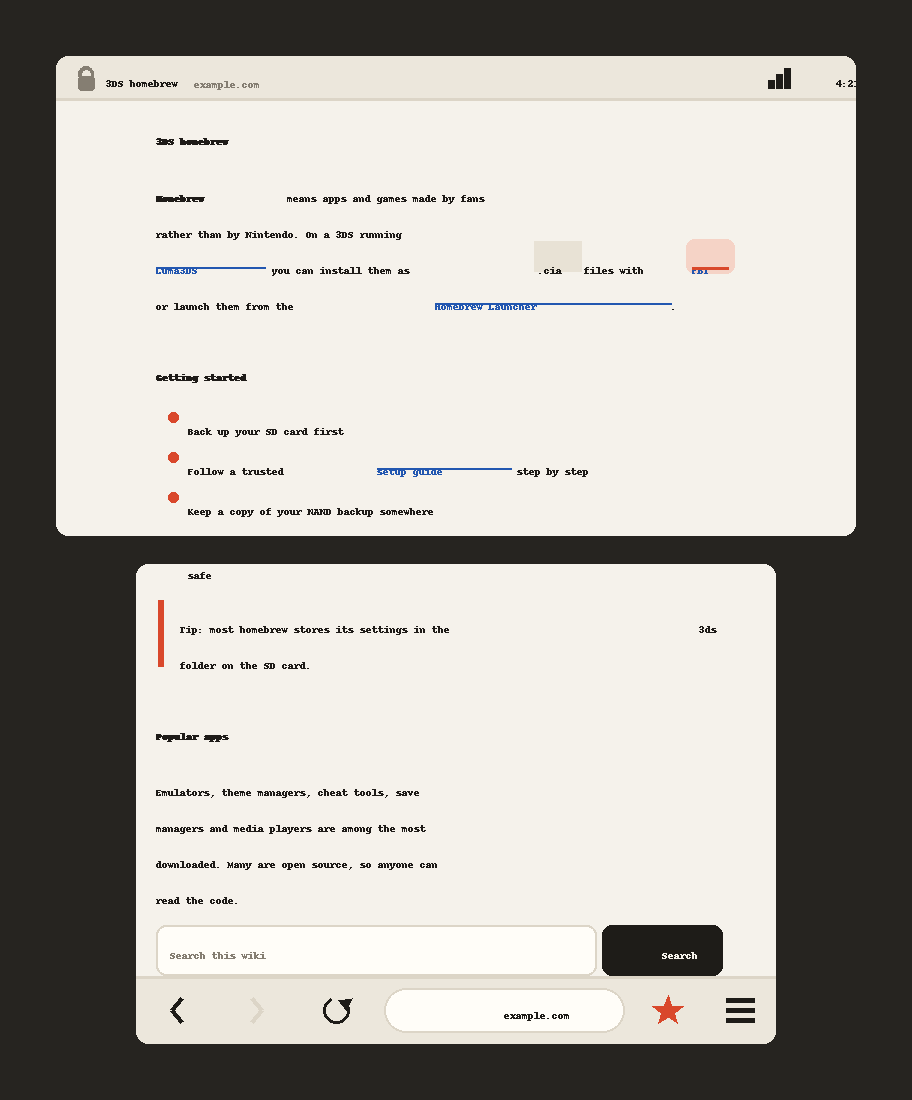 3DS homebrew example.com 4:21
3DS homebrew
Homebrew means apps and games made by fans
rather than by Nintendo. On a 3DS running
Luma3DS you can install them as .cia files with FBI
or launch them from the Homebrew Launcher .
Getting started
Back up your SD card first
Follow a trusted setup guide step by step
Keep a copy of your NAND backup somewhere
safe
Tip: most homebrew stores its settings in the 3ds
folder on the SD card.
Popular apps
Emulators, theme managers, cheat tools, save
managers and media players are among the most
downloaded. Many are open source, so anyone can
read the code.
Search this wiki Search
example.com